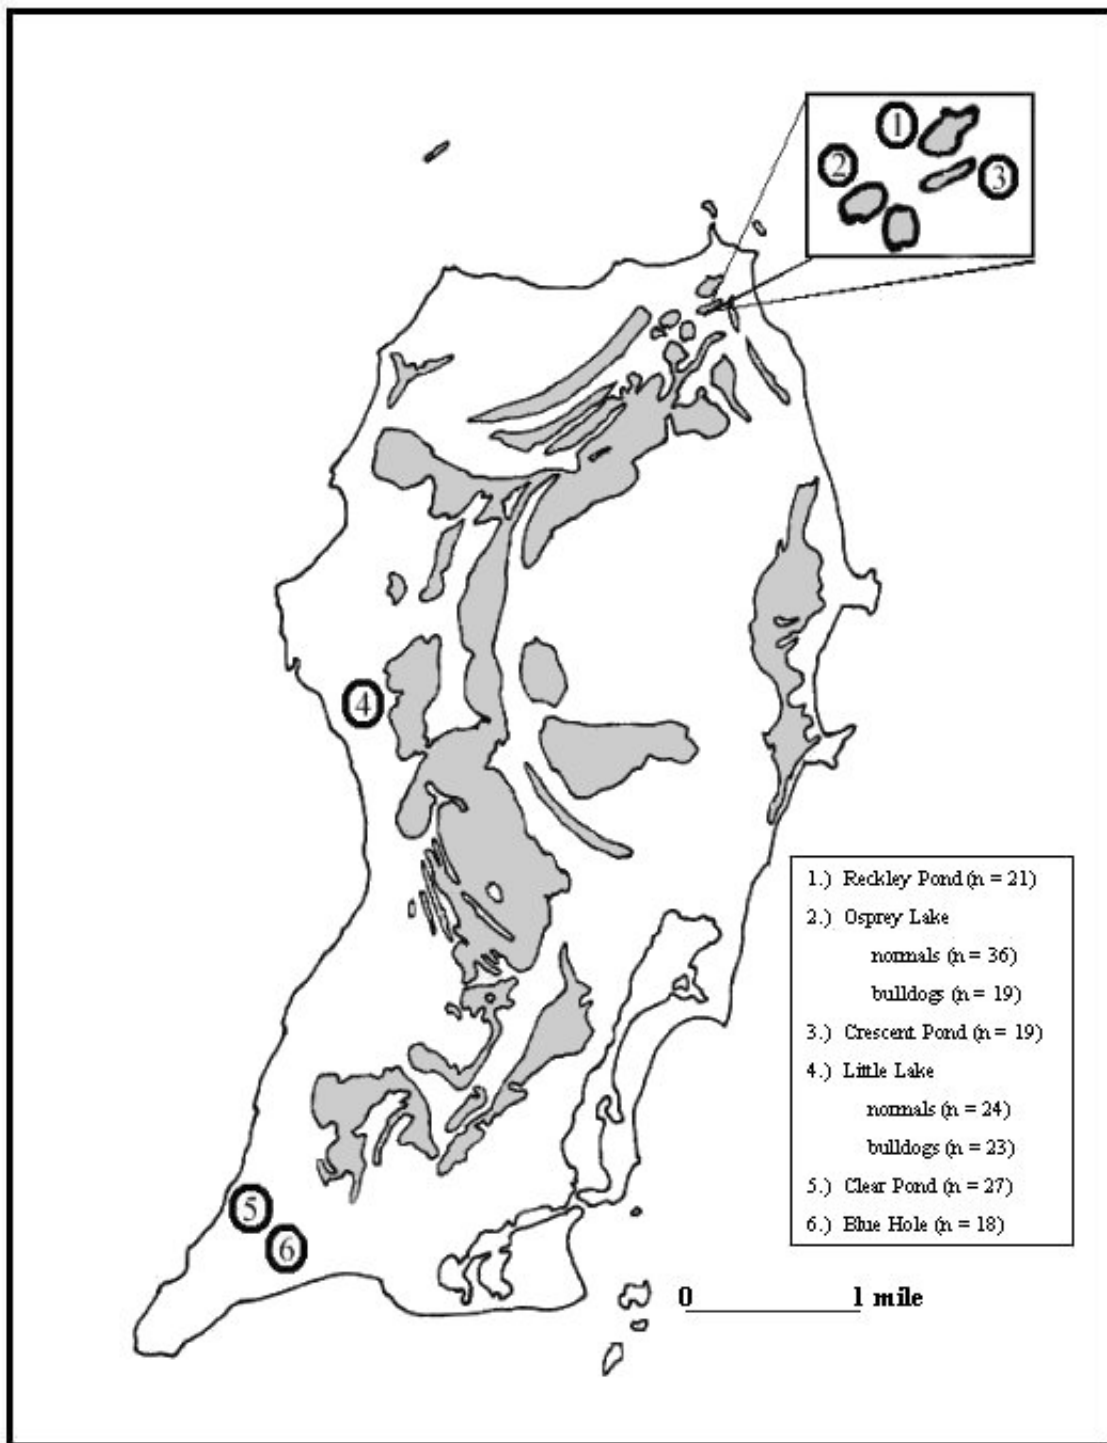 1
2
3
4
5
6
1.) Reckley Pond (n = 21)
2.) Osprey Lake
normals (n = 36)
bulldogs (n = 19)
3.) Crescent Pond (n = 19)
4.) Little Lake
normals (n = 24)
bulldogs (n = 23)
5.) Clear Pond (n = 27)
6.) Blue Hole (n = 18)
0 1 mile